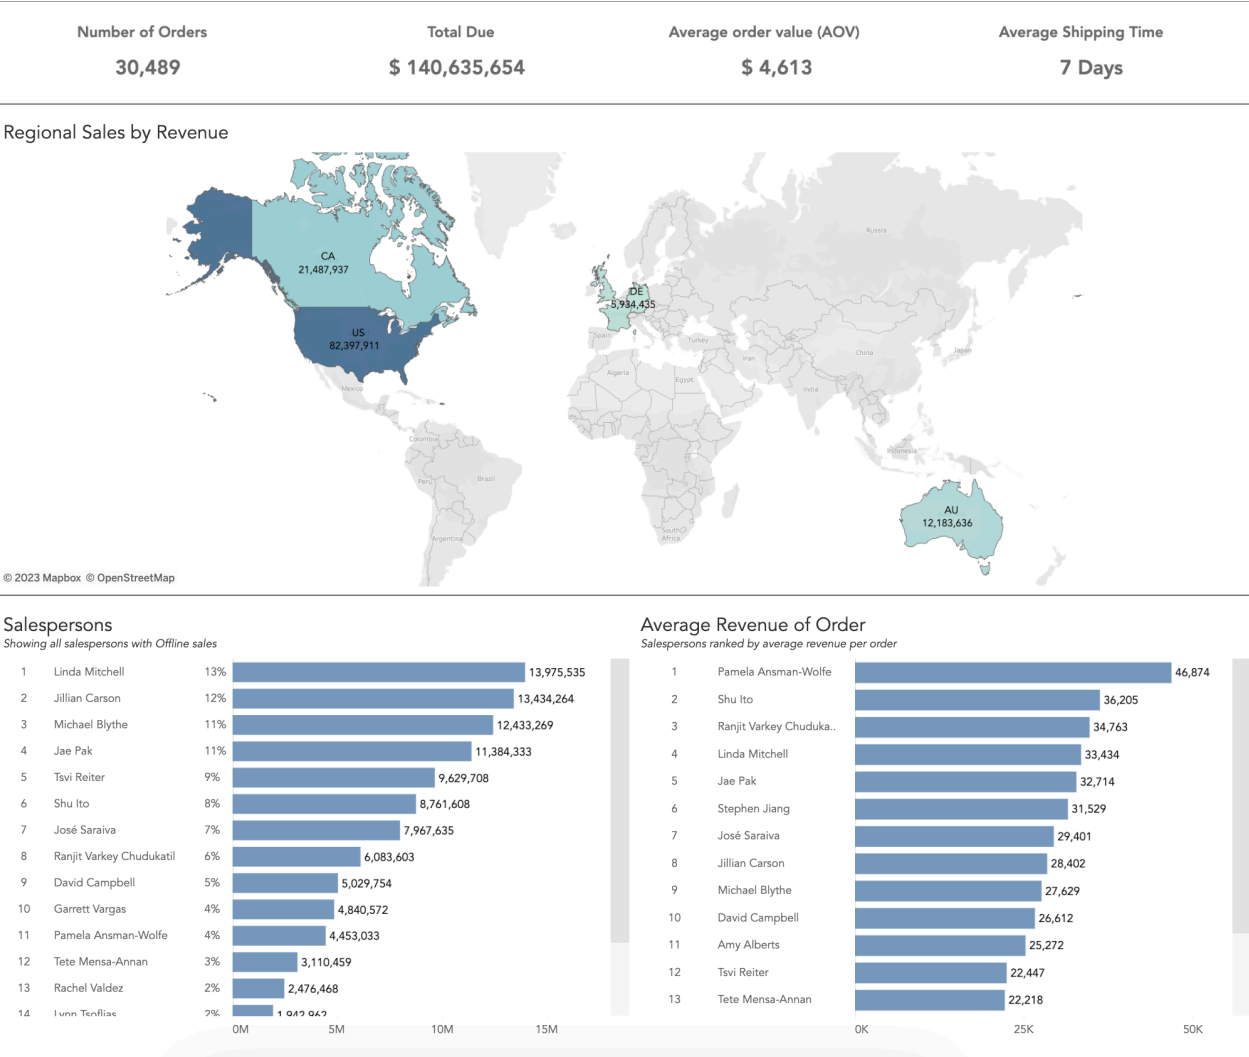 Number of Orders
Total Due
Average order value (AOV)
Average Shipping Time
30,489
$ 140,635,654
$ 4,613
7 Days
Regional Sales by Revenue
Russia
CA
21,487,937
DE
5,934,435
US
82,397,911
Spain
Turkey
Japan
China
Iran
Algeria
Egypt
India
Mexico
Colombia
Indonesia
Peru
Brazil
AU
12,183,636
South
Africa
Argentina
© 2023 Mapbox © OpenStreetMap
Salespersons
Showing all salespersons with Offline sales
1 Linda Mitchell 13% 13,975,535
2 Jillian Carson 12% 13,434,264
3 Michael Blythe 11% 12,433,269
4 Jae Pak 11% 11,384,333
5 Tsvi Reiter 9% 9,629,708
6 Shu Ito 8% 8,761,608
7 José Saraiva 7% 7,967,635
8 Ranjit Varkey Chudukatil 6% 6,083,603
9 David Campbell 5% 5,029,754
10 Garrett Vargas 4% 4,840,572
11 Pamela Ansman-Wolfe 4% 4,453,033
12 Tete Mensa-Annan 3% 3,110,459
13 Rachel Valdez 2% 2,476,468
14 Lynn Tsoflias 2% 1,942,962
0M 5M 10M 15M
Average Revenue of Order
Salespersons ranked by average revenue per order
1 Pamela Ansman-Wolfe 46,874
2 Shu Ito 36,205
3 Ranjit Varkey Chuduka.. 34,763
4 Linda Mitchell 33,434
5 Jae Pak 32,714
6 Stephen Jiang 31,529
7 José Saraiva 29,401
8 Jillian Carson 28,402
9 Michael Blythe 27,629
10 David Campbell 26,612
11 Amy Alberts 25,272
12 Tsvi Reiter 22,447
13 Tete Mensa-Annan 22,218
0K 25K 50K